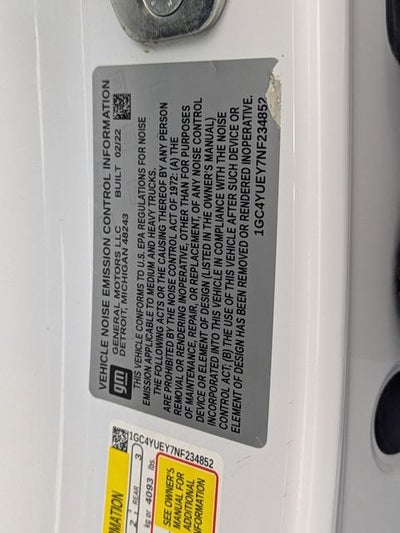 VEHICLE NOISE EMISSION CONTROL INFORMATION
gm
GENERAL MOTORS LLC BUILT 02/22
DETROIT, MICHIGAN 48243
THIS VEHICLE CONFORMS TO U.S. EPA REGULATIONS FOR NOISE
EMISSION APPLICABLE TO MEDIUM AND HEAVY TRUCKS.
THE FOLLOWING ACTS OR THE CAUSING THEREOF BY ANY PERSON
ARE PROHIBITED BY THE NOISE CONTROL ACT OF 1972: (A) THE
REMOVAL OR RENDERING INOPERATIVE, OTHER THAN FOR PURPOSES
OF MAINTENANCE, REPAIR, OR REPLACEMENT, OF ANY NOISE CONTROL
DEVICE OR ELEMENT OF DESIGN (LISTED IN THE OWNER'S MANUAL)
INCORPORATED INTO THIS VEHICLE IN COMPLIANCE WITH THE NOISE
CONTROL ACT; (B) THE USE OF THIS VEHICLE AFTER SUCH DEVICE OR
ELEMENT OF DESIGN HAS BEEN REMOVED OR RENDERED INOPERATIVE.
1GC4YUEY7NF234852
1GC4YUEY7NF234852
MATION
2 REAR 3
kg or 4093 lbs.
SEE OWNER'S
MANUAL FOR
ADDITIONAL
INFORMATION